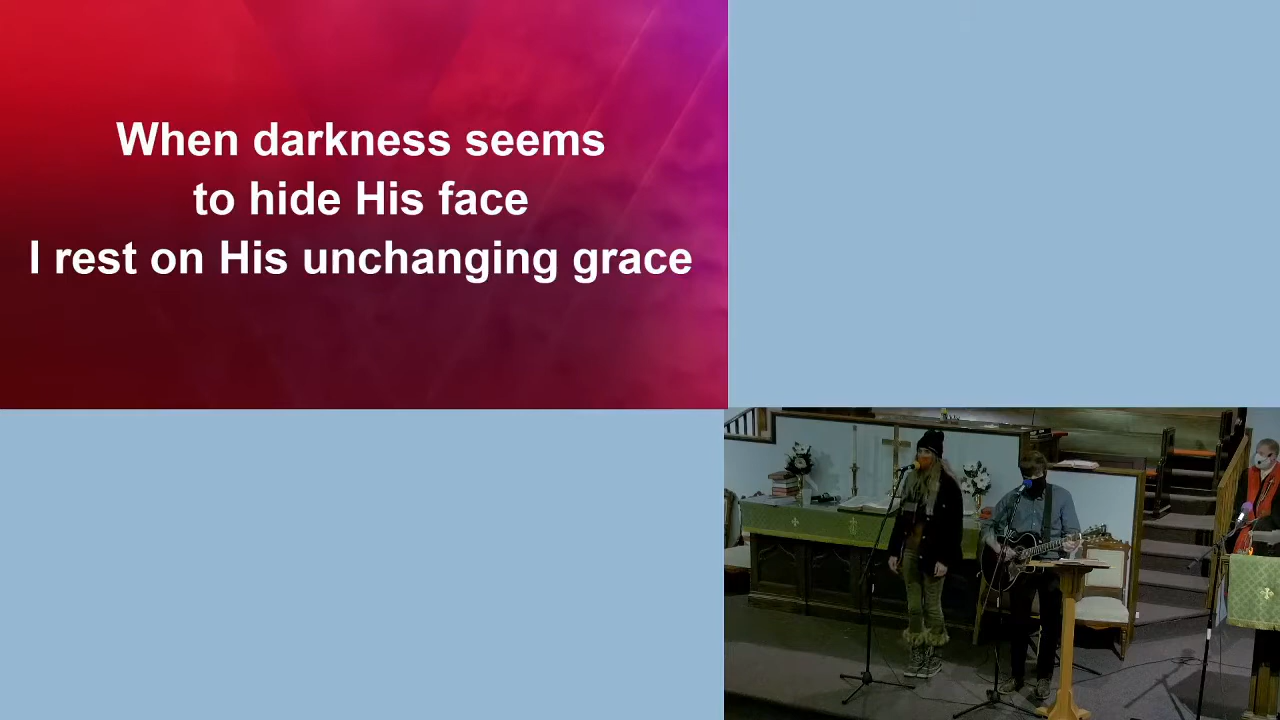 When darkness seems
to hide His face
I rest on His unchanging grace